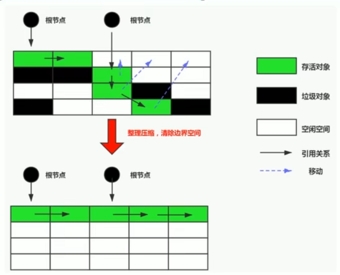 根节点
根节点
存活对象
垃圾对象
空闲空间
引用关系
移动
整理压缩，清除边界空间
根节点
根节点